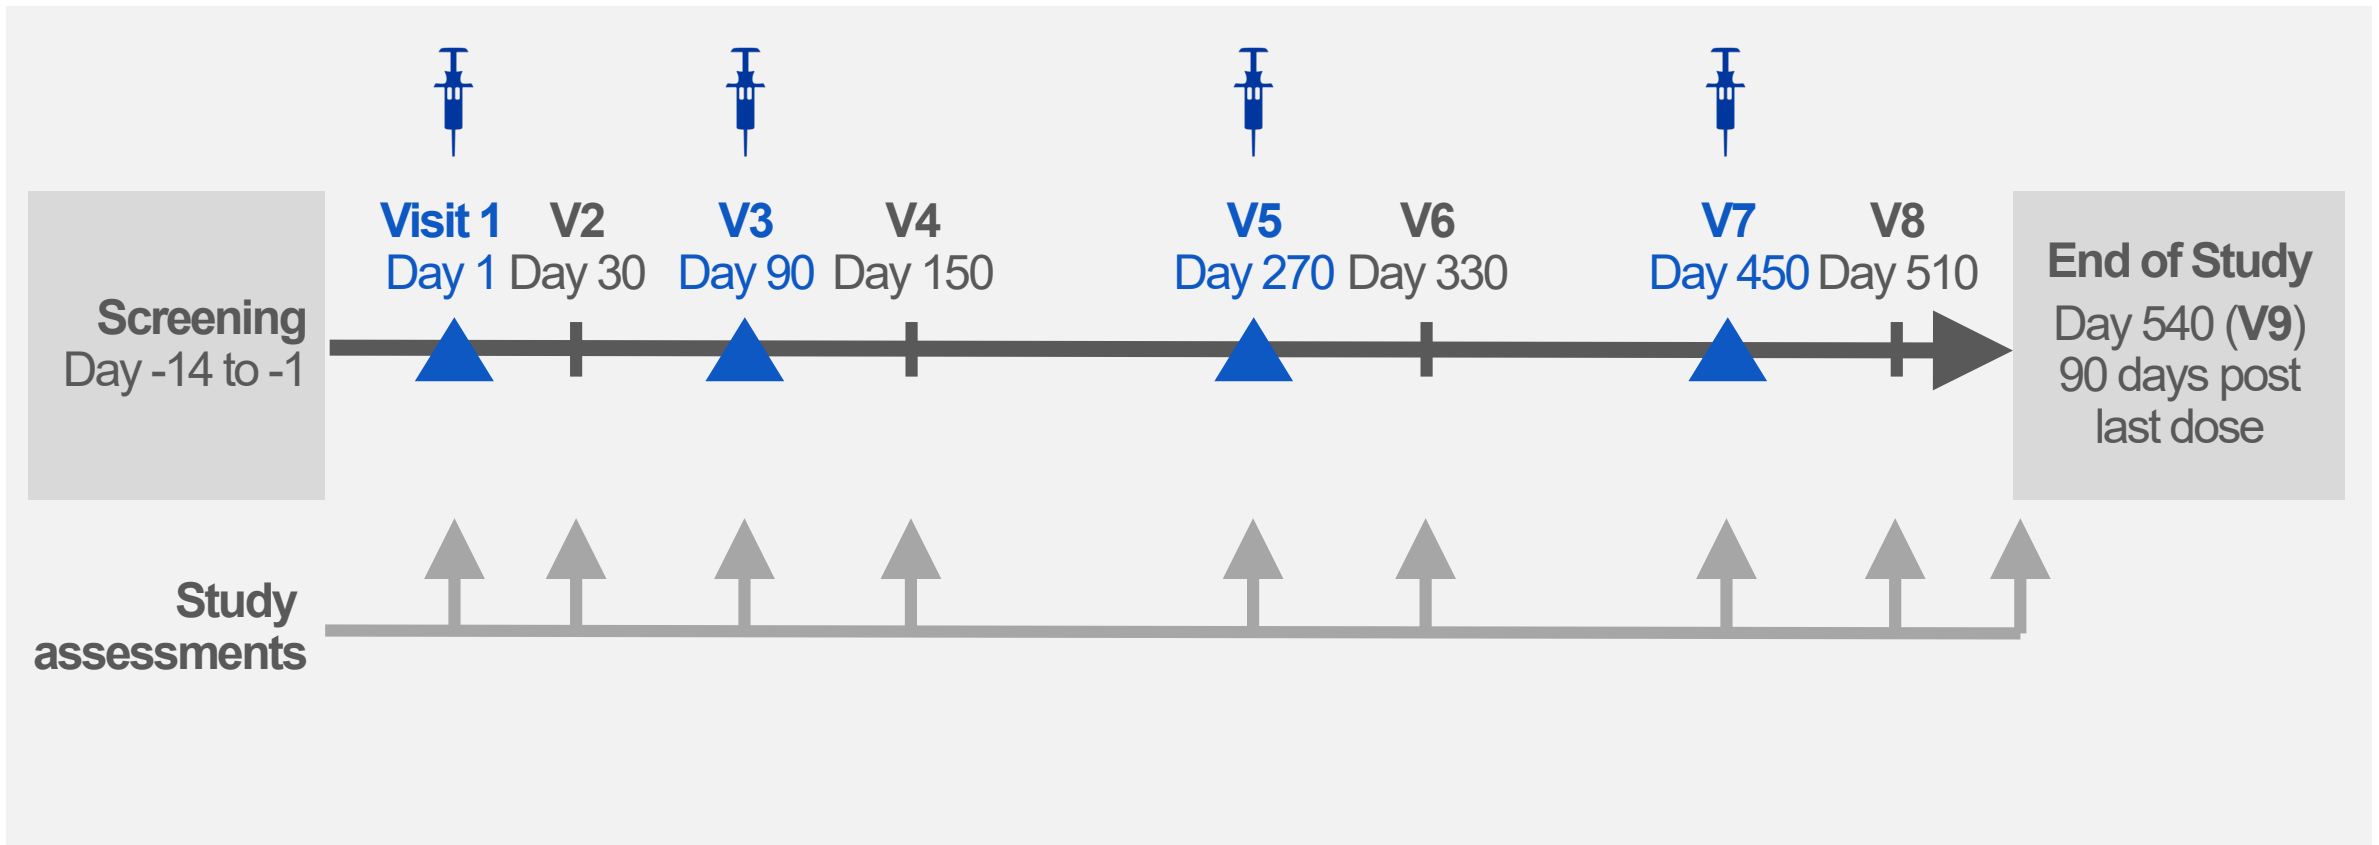 Screening
Day -14 to -1
Visit 1
Day 1
V2
Day 30
V3
Day 90
V4
Day 150
V5
Day 270
V6
Day 330
V7
Day 450
V8
Day 510
End of Study
Day 540 (V9)
90 days post
last dose
Study
assessments